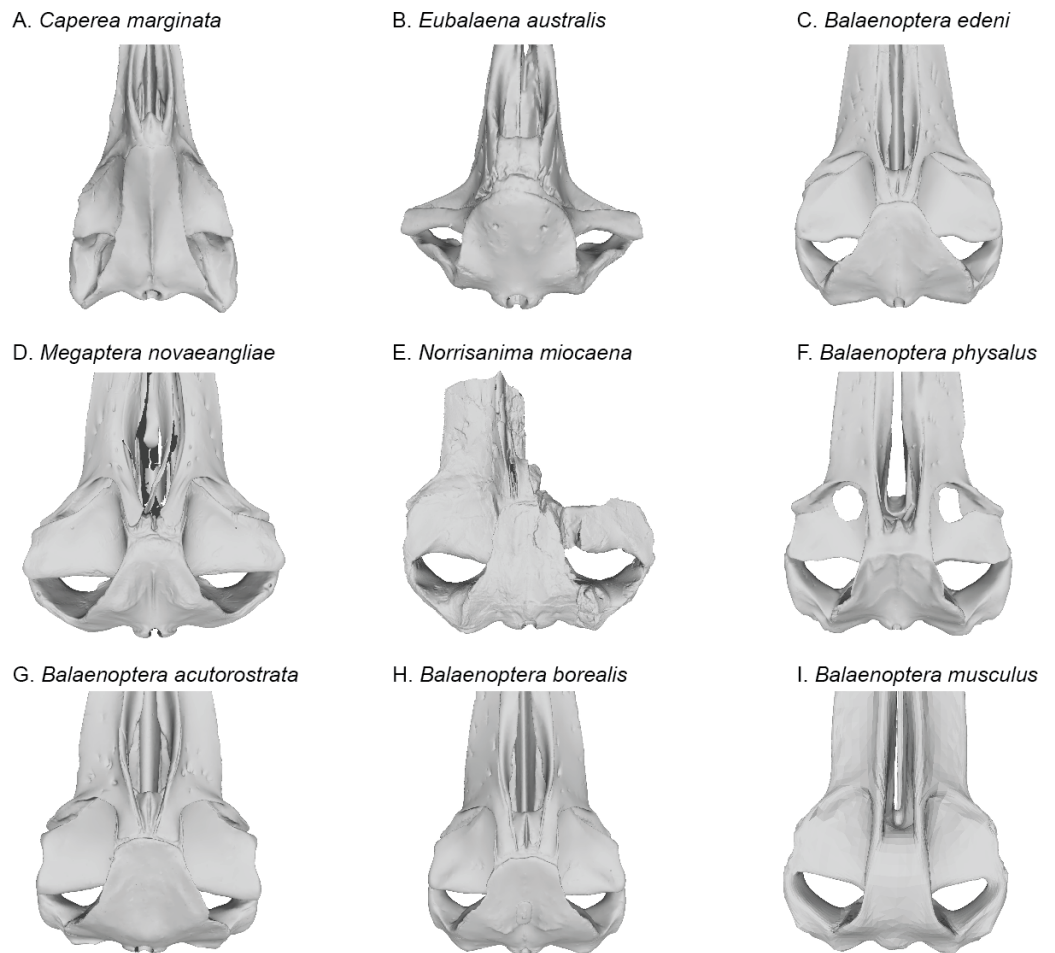 A. Caperea marginata
B. Eubalaena australis
C. Balaenoptera edeni
D. Megaptera novaeangliae
E. Norrisanima miocaena
F. Balaenoptera physalus
G. Balaenoptera acutorostrata
H. Balaenoptera borealis
I. Balaenoptera musculus